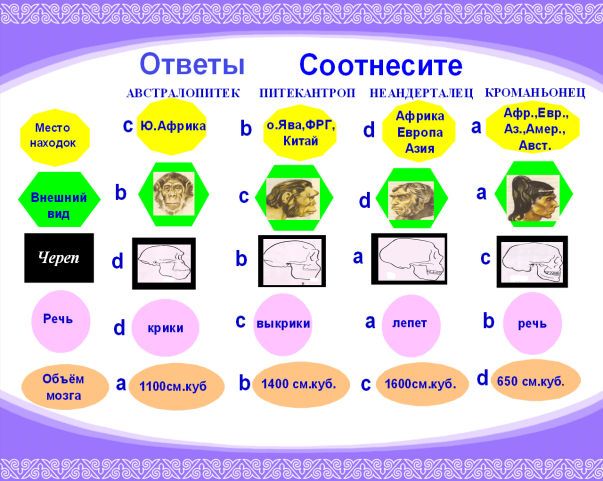 Ответы Соотнесите
АВСТРАЛОПИТЕК ПИТЕКАНТРОП НЕАНДЕРТАЛЕЦ КРОМАНЬОНЕЦ
Место
находок
c Ю.Африка
b о.Ява,ФРГ,
Китай
d Африка
Европа
Азия
a Афр.,Евр.,
Аз.,Амер.,
Авст.
Внешний
вид
b c d a
Череп
d b a c
Речь
d крики
c выкрики
a лепет
b речь
Объём
мозга
a 1100см.куб
b 1400 см.куб.
c 1600см.куб.
d 650 см.куб.